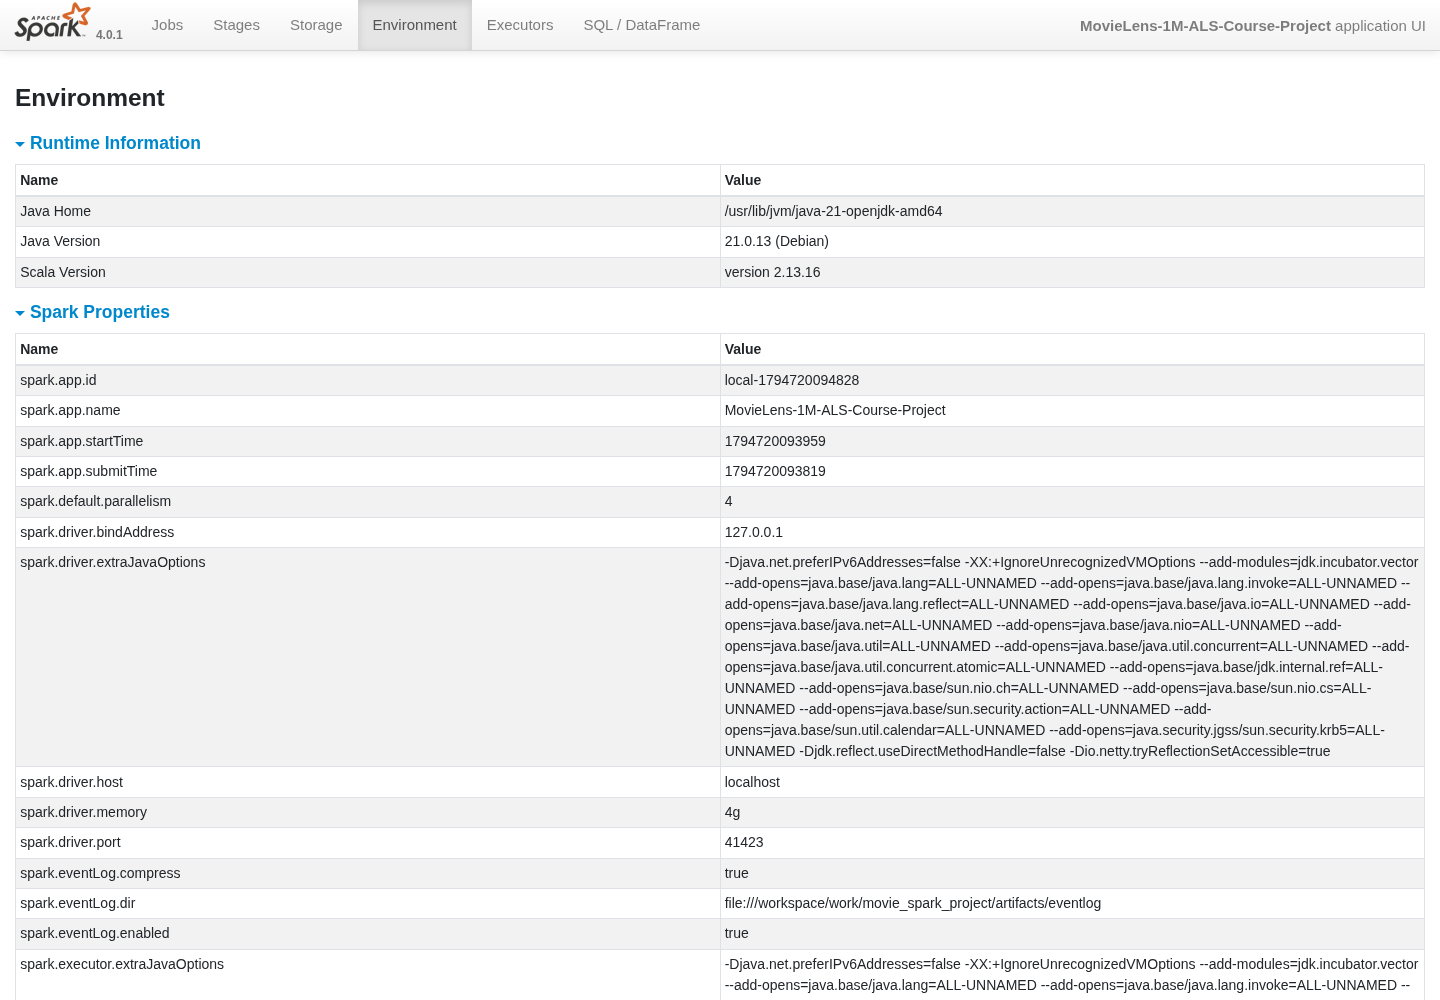 APACHE
Spark 4.0.1 Jobs Stages Storage Environment Executors SQL / DataFrame MovieLens-1M-ALS-Course-Project application UI
Environment
Runtime Information
Name Value
Java Home /usr/lib/jvm/java-21-openjdk-amd64
Java Version 21.0.13 (Debian)
Scala Version version 2.13.16
Spark Properties
Name Value
spark.app.id local-1794720094828
spark.app.name MovieLens-1M-ALS-Course-Project
spark.app.startTime 1794720093959
spark.app.submitTime 1794720093819
spark.default.parallelism 4
spark.driver.bindAddress 127.0.0.1
spark.driver.extraJavaOptions -Djava.net.preferIPv6Addresses=false -XX:+IgnoreUnrecognizedVMOptions --add-modules=jdk.incubator.vector
--add-opens=java.base/java.lang=ALL-UNNAMED --add-opens=java.base/java.lang.invoke=ALL-UNNAMED --
add-opens=java.base/java.lang.reflect=ALL-UNNAMED --add-opens=java.base/java.io=ALL-UNNAMED --add-
opens=java.base/java.net=ALL-UNNAMED --add-opens=java.base/java.nio=ALL-UNNAMED --add-
opens=java.base/java.util=ALL-UNNAMED --add-opens=java.base/java.util.concurrent=ALL-UNNAMED --add-
opens=java.base/java.util.concurrent.atomic=ALL-UNNAMED --add-opens=java.base/jdk.internal.ref=ALL-
UNNAMED --add-opens=java.base/sun.nio.ch=ALL-UNNAMED --add-opens=java.base/sun.nio.cs=ALL-
UNNAMED --add-opens=java.base/sun.security.action=ALL-UNNAMED --add-
opens=java.base/sun.util.calendar=ALL-UNNAMED --add-opens=java.security.jgss/sun.security.krb5=ALL-
UNNAMED -Djdk.reflect.useDirectMethodHandle=false -Dio.netty.tryReflectionSetAccessible=true
spark.driver.host localhost
spark.driver.memory 4g
spark.driver.port 41423
spark.eventLog.compress true
spark.eventLog.dir file:///workspace/work/movie_spark_project/artifacts/eventlog
spark.eventLog.enabled true
spark.executor.extraJavaOptions -Djava.net.preferIPv6Addresses=false -XX:+IgnoreUnrecognizedVMOptions --add-modules=jdk.incubator.vector
--add-opens=java.base/java.lang=ALL-UNNAMED --add-opens=java.base/java.lang.invoke=ALL-UNNAMED --